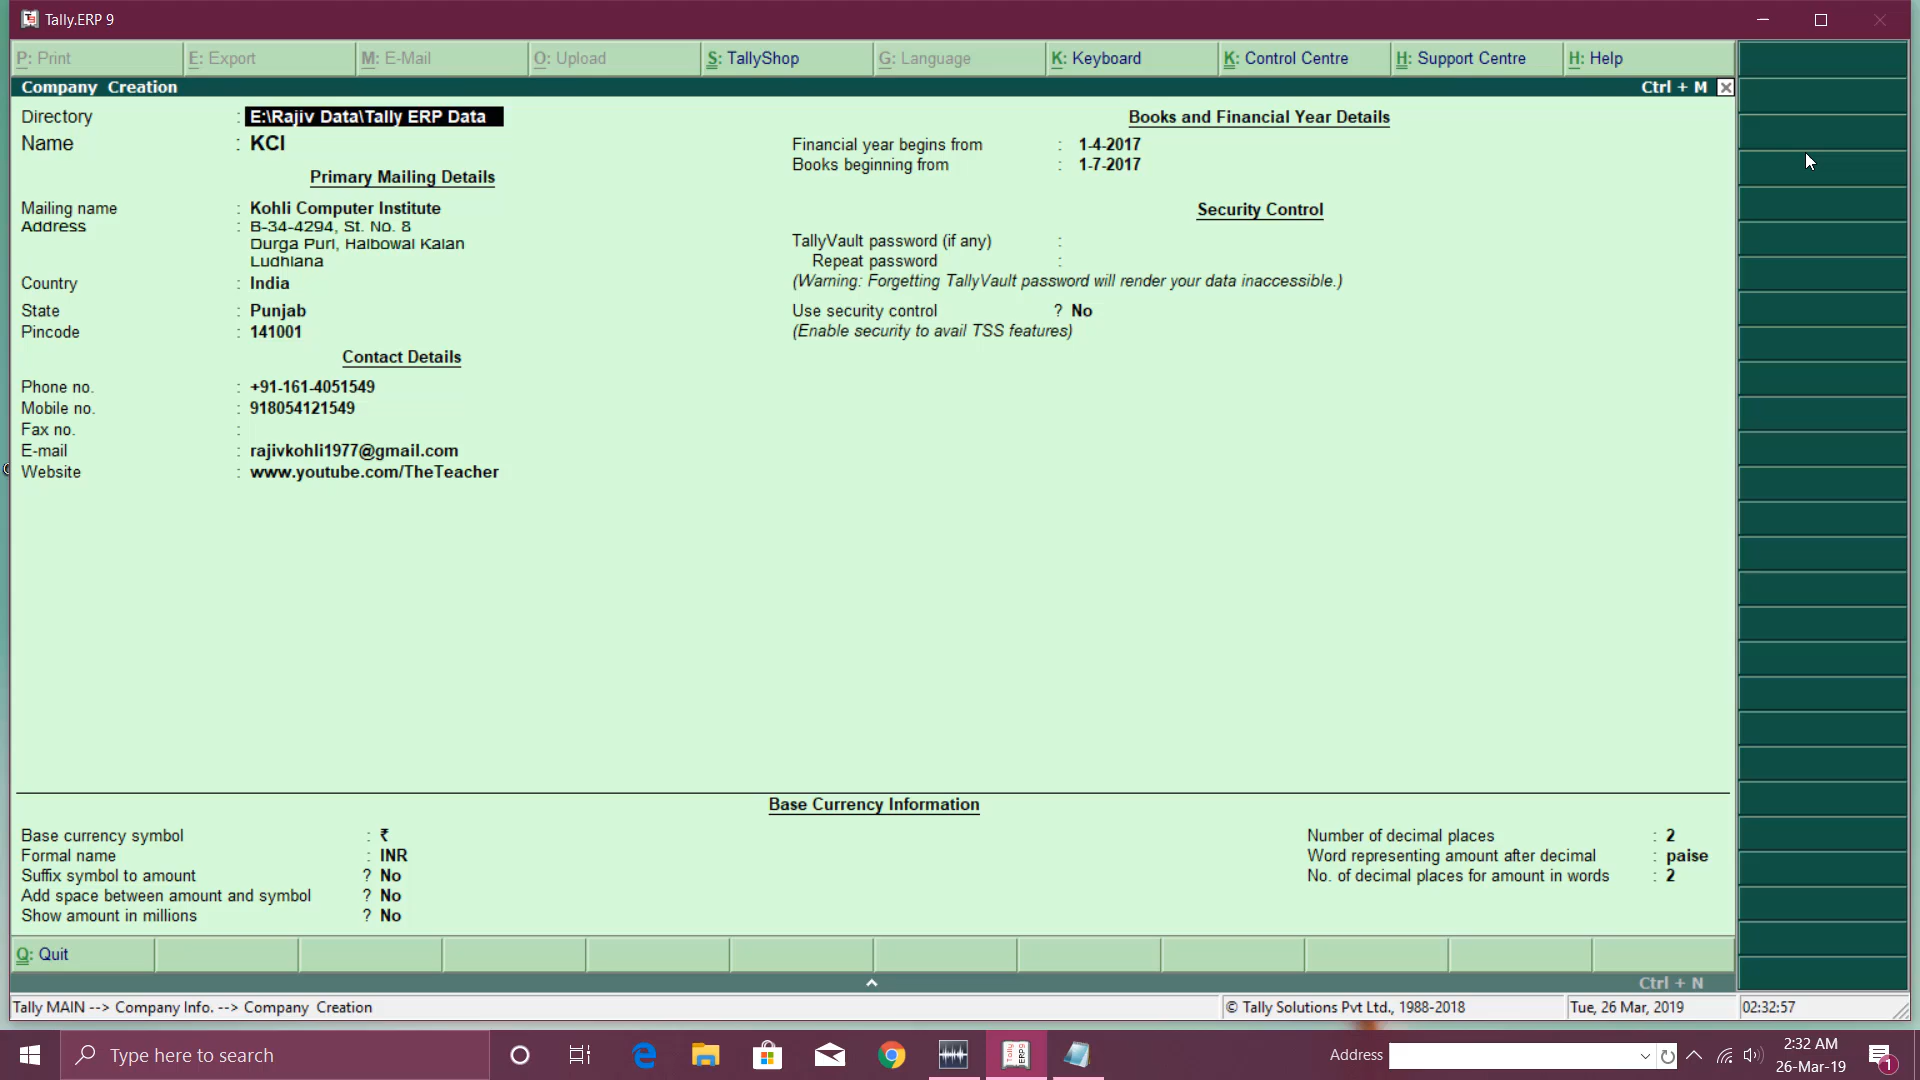 Tally.ERP 9
P: Print E: Export M: E-Mail O: Upload S: TallyShop G: Language K: Keyboard K: Control Centre H: Support Centre H: Help
Company Creation Ctrl + M
Directory : E:\Rajiv Data\Tally ERP Data
Name : KCI
Primary Mailing Details
Mailing name : Kohli Computer Institute
Address : B-34-4294, St. No. 8
Durga Puri, Haibowal Kalan
Ludhiana
Country : India
State : Punjab
Pincode : 141001
Contact Details
Phone no. : +91-161-4051549
Mobile no. : 918054121549
Fax no. :
E-mail : rajivkohli1977@gmail.com
Website : www.youtube.com/TheTeacher
Books and Financial Year Details
Financial year begins from : 1-4-2017
Books beginning from : 1-7-2017
Security Control
TallyVault password (if any) :
Repeat password :
(Warning: Forgetting TallyVault password will render your data inaccessible.)
Use security control ? No
(Enable security to avail TSS features)
Base Currency Information
Base currency symbol : ₹
Formal name : INR
Suffix symbol to amount ? No
Add space between amount and symbol ? No
Show amount in millions ? No
Number of decimal places : 2
Word representing amount after decimal : paise
No. of decimal places for amount in words : 2
Q: Quit
Ctrl + N
Tally MAIN --> Company Info. --> Company Creation © Tally Solutions Pvt Ltd., 1988-2018 Tue, 26 Mar, 2019 02:32:57
Type here to search Address 2:32 AM
26-Mar-19 1